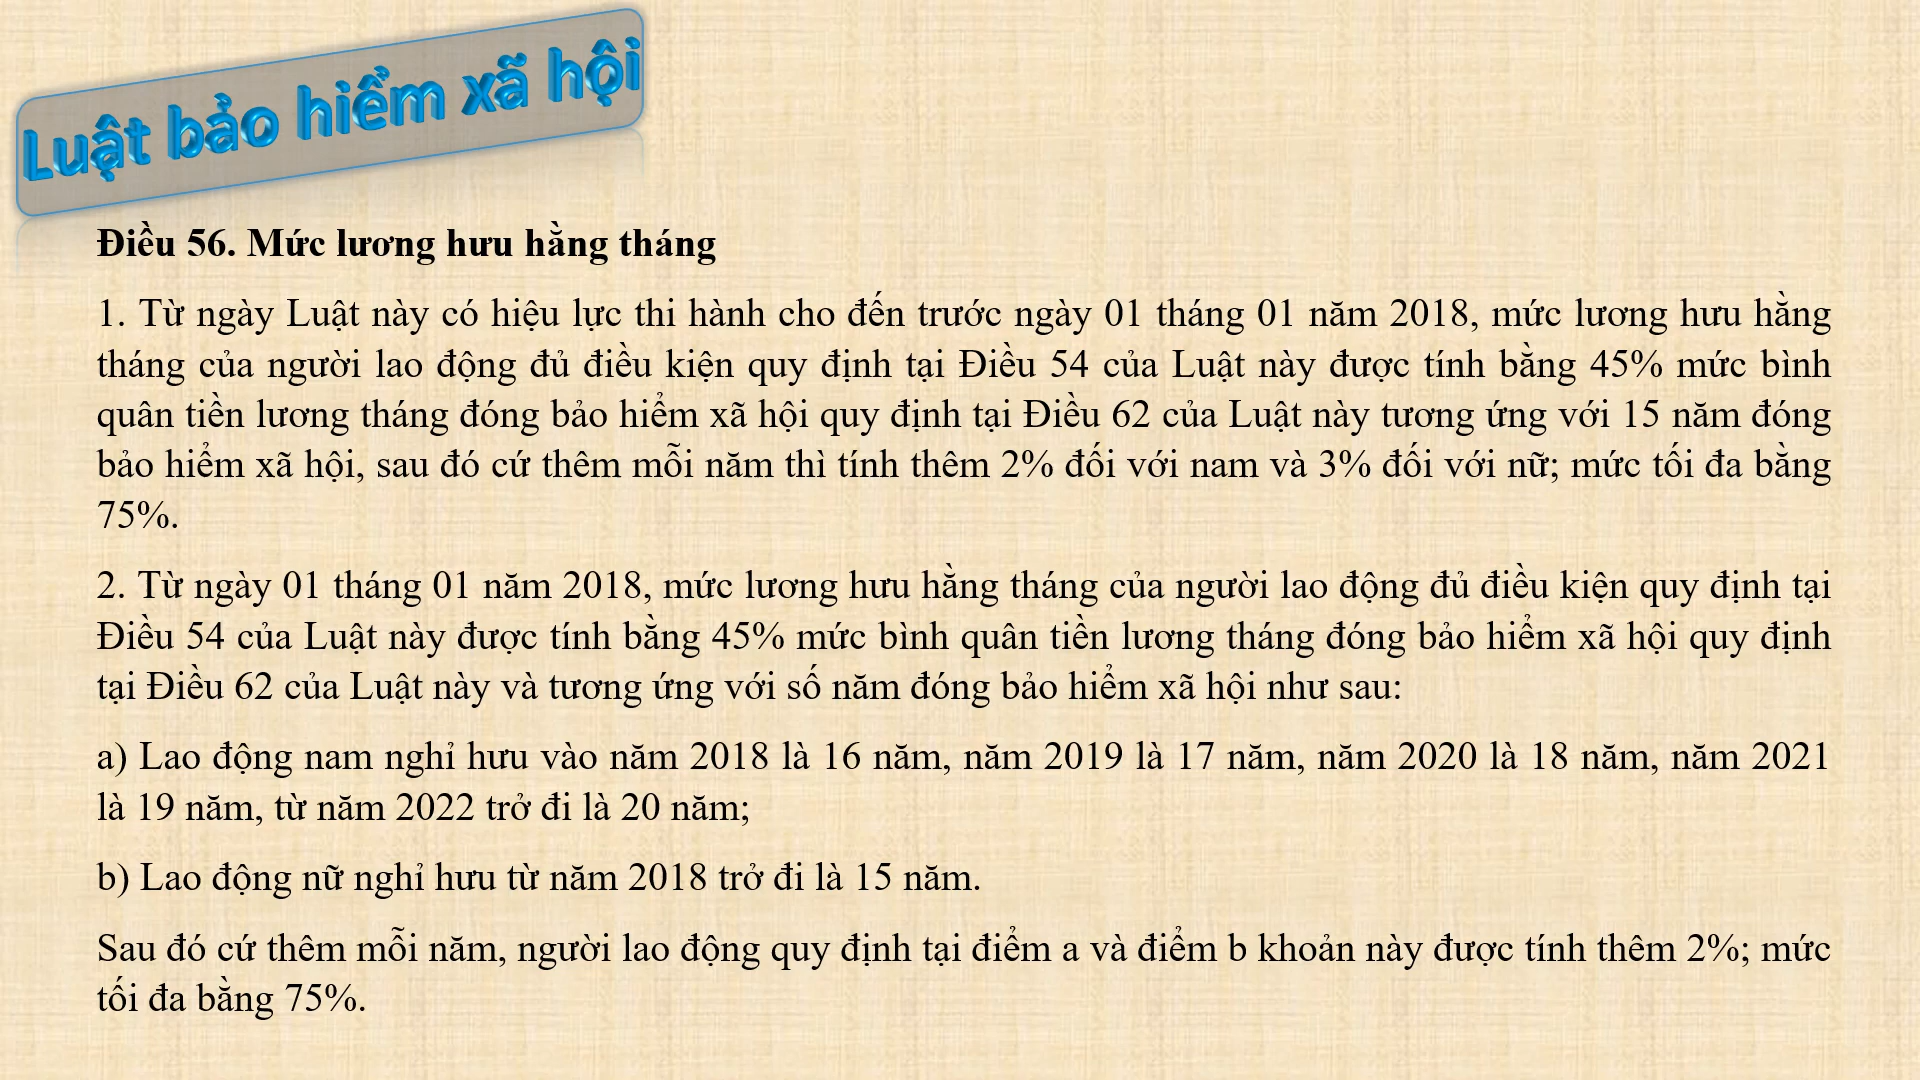 Luật bảo hiểm xã hội
Điều 56. Mức lương hưu hằng tháng
1. Từ ngày Luật này có hiệu lực thi hành cho đến trước ngày 01 tháng 01 năm 2018, mức lương hưu hằng
tháng của người lao động đủ điều kiện quy định tại Điều 54 của Luật này được tính bằng 45% mức bình
quân tiền lương tháng đóng bảo hiểm xã hội quy định tại Điều 62 của Luật này tương ứng với 15 năm đóng
bảo hiểm xã hội, sau đó cứ thêm mỗi năm thì tính thêm 2% đối với nam và 3% đối với nữ; mức tối đa bằng
75%.
2. Từ ngày 01 tháng 01 năm 2018, mức lương hưu hằng tháng của người lao động đủ điều kiện quy định tại
Điều 54 của Luật này được tính bằng 45% mức bình quân tiền lương tháng đóng bảo hiểm xã hội quy định
tại Điều 62 của Luật này và tương ứng với số năm đóng bảo hiểm xã hội như sau:
a) Lao động nam nghỉ hưu vào năm 2018 là 16 năm, năm 2019 là 17 năm, năm 2020 là 18 năm, năm 2021
là 19 năm, từ năm 2022 trở đi là 20 năm;
b) Lao động nữ nghỉ hưu từ năm 2018 trở đi là 15 năm.
Sau đó cứ thêm mỗi năm, người lao động quy định tại điểm a và điểm b khoản này được tính thêm 2%; mức
tối đa bằng 75%.